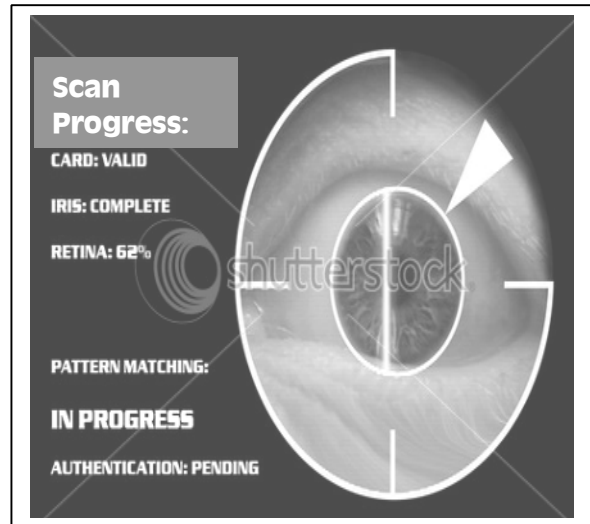 Scan
Progress:
CARD: VALID
IRIS: COMPLETE
RETINA: 62%
shutterstock
PATTERN MATCHING:
IN PROGRESS
AUTHENTICATION: PENDING